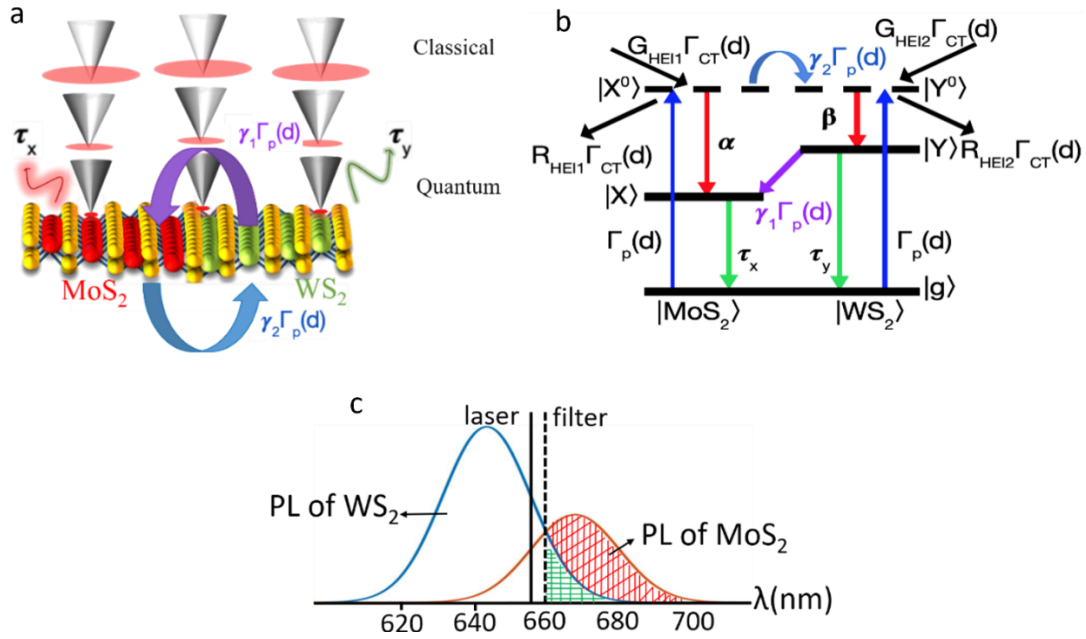 a
Classical
τx
γ1Γp(d)
τy
Quantum
MoS2
WS2
γ2Γp(d)
b
GHEI1ΓCT(d)
GHEI2ΓCT(d)
γ2Γp(d)
|X⁰⟩
|Y⁰⟩
α
β
RHEI1ΓCT(d)
|Y⟩
RHEI2ΓCT(d)
|X⟩
γ1Γp(d)
Γp(d)
τx
τy
Γp(d)
|g⟩
|MoS2⟩
|WS2⟩
c
laser
filter
PL of WS2
PL of MoS2
λ(nm)
620 640 660 680 700